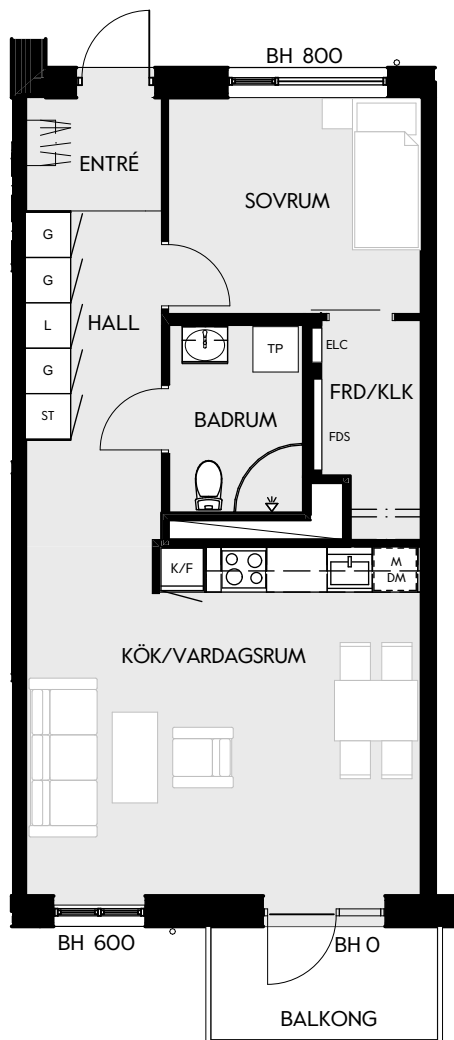 BH 800
ENTRÉ
SOVRUM
G
G
HALL
L
G
ST
TP
ELC
FRD/KLK
BADRUM
FDS
K/F
M
DM
KÖK/VARDAGSRUM
BH 600
BH 0
BALKONG